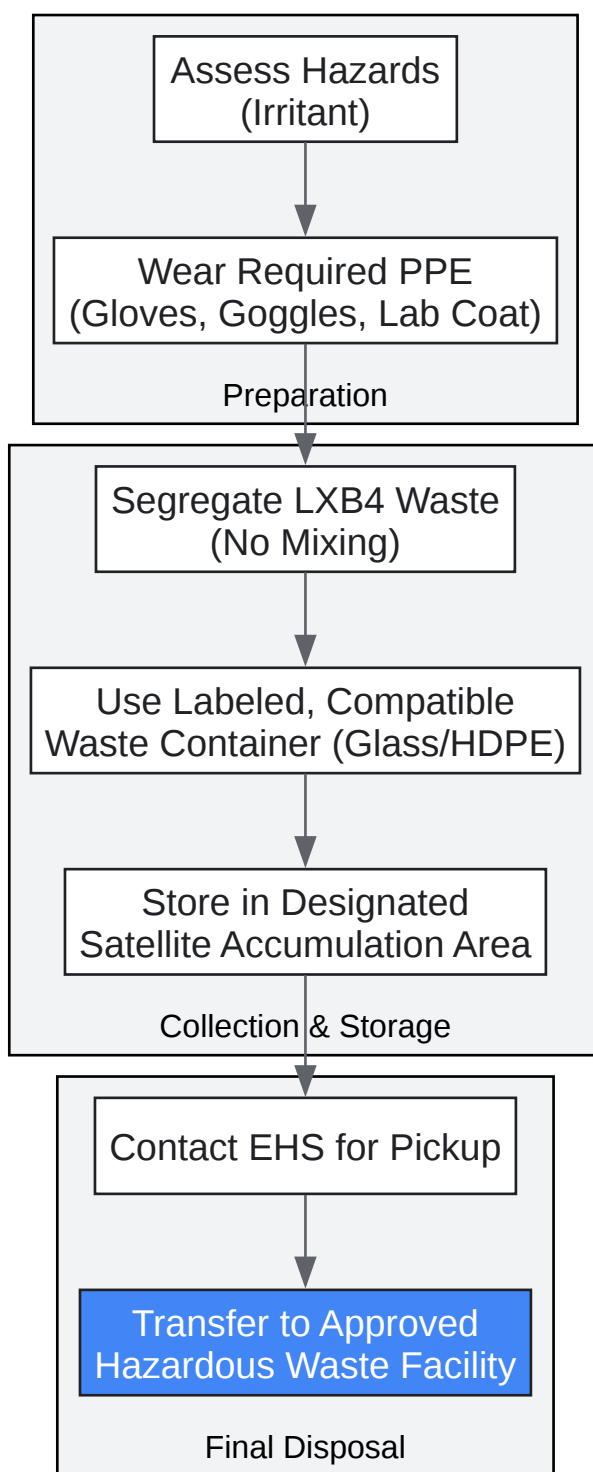 Assess Hazards
(Irritant)
Wear Required PPE
(Gloves, Goggles, Lab Coat)
Preparation
Segregate LXB4 Waste
(No Mixing)
Use Labeled, Compatible
Waste Container (Glass/HDPE)
Store in Designated
Satellite Accumulation Area
Collection & Storage
Contact EHS for Pickup
Transfer to Approved
Hazardous Waste Facility
Final Disposal